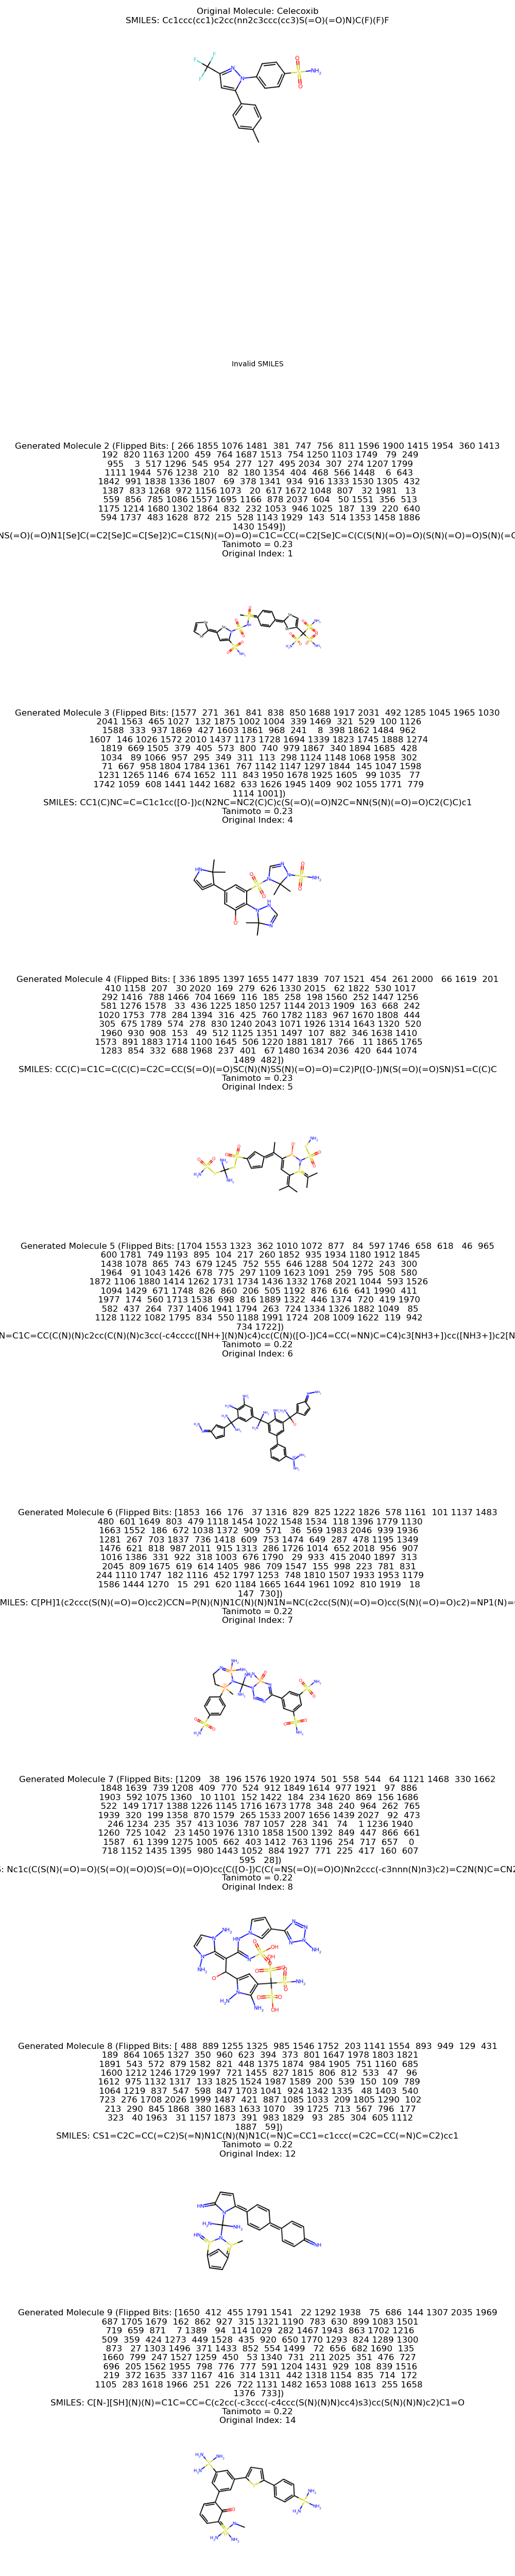 Original Molecule: Celecoxib
SMILES: Cc1ccc(cc1)c2cc(nn2c3ccc(cc3)S(=O)(=O)N)C(F)(F)F
Invalid SMILES
Generated Molecule 2 (Flipped Bits: [ 266 1855 1076 1481  381  747  756  811 1596 1900 1415 1954  360 1413
192  820 1163 1200  459  764 1687 1513  754 1250 1103 1749   79  249
955    3  517 1296  545  954  277  127  495 2034  307  274 1207 1799
1111 1944  576 1238  210   82  180 1354  404  468  566 1448    6  643
1842  991 1838 1336 1807   69  378 1341  934  916 1333 1530 1305  432
1387  833 1268  972 1156 1073   20  617 1672 1048  807   32 1981   13
559  856  785 1086 1557 1695 1166  878 2037  604   50 1551  356  513
1175 1214 1680 1302 1864  832  232 1053  946 1025  187  139  220  640
594 1737  483 1628  872  215  528 1143 1929  143  514 1353 1458 1886
1430 1549])
NS(=O)(=O)N1[Se]C(=C2[Se]C=C[Se]2)C=C1S(N)(=O)=O)=C1C=CC(=C2[Se]C=C(C(S(N)(=O)=O)(S(N)(=O)=O)S(N)(=O
Tanimoto = 0.23
Original Index: 1
Generated Molecule 3 (Flipped Bits: [1577  271  361  841  838  850 1688 1917 2031  492 1285 1045 1965 1030
2041 1563  465 1027  132 1875 1002 1004  339 1469  321  529  100 1126
1588  333  937 1869  427 1603 1861  968  241    8  398 1862 1484  962
1607  146 1026 1572 2010 1437 1173 1728 1694 1339 1823 1745 1888 1274
1819  669 1505  379  405  573  800  740  979 1867  340 1894 1685  428
1034   89 1066  957  295  349  311  113  298 1124 1148 1068 1958  302
71  667  958 1804 1784 1361  767 1142 1147 1297 1844  145 1047 1598
1231 1265 1146  674 1652  111  843 1950 1678 1925 1605   99 1035   77
1742 1059  608 1441 1442 1682  633 1626 1945 1409  902 1055 1771  779
1114 1001])
SMILES: CC1(C)NC=C=C1c1cc([O-])c(N2NC=NC2(C)C)c(S(=O)(=O)N2C=NN(S(N)(=O)=O)C2(C)C)c1
Tanimoto = 0.23
Original Index: 4
Generated Molecule 4 (Flipped Bits: [ 336 1895 1397 1655 1477 1839  707 1521  454  261 2000   66 1619  201
410 1158  207   30 2020  169  279  626 1330 2015   62 1822  530 1017
292 1416  788 1466  704 1669  116  185  258  198 1560  252 1447 1256
581 1276 1578   33  436 1225 1850 1257 1144 2013 1909  163  668  242
1020 1753  778  284 1394  316  425  760 1782 1183  967 1670 1808  444
305  675 1789  574  278  830 1240 2043 1071 1926 1314 1643 1320  520
1960  930  908  153   49  512 1125 1351 1497  107  882  346 1638 1410
1573  891 1883 1714 1100 1645  506 1220 1881 1817  766   11 1865 1765
1283  854  332  688 1968  237  401   67 1480 1634 2036  420  644 1074
1489  482])
SMILES: CC(C)=C1C=C(C(C)=C2C=CC(S(=O)(=O)SC(N)(N)SS(N)(=O)=O)=C2)P([O-])N(S(=O)(=O)SN)S1=C(C)C
Tanimoto = 0.23
Original Index: 5
Generated Molecule 5 (Flipped Bits: [1704 1553 1323  362 1010 1072  877   84  597 1746  658  618   46  965
600 1781  749 1193  895  104  217  260 1852  935 1934 1180 1912 1845
1438 1078  865  743  679 1245  752  555  646 1288  504 1272  243  300
1964   91 1043 1426  678  775  297 1109 1623 1091  259  795  508  580
1872 1106 1880 1414 1262 1731 1734 1436 1332 1768 2021 1044  593 1526
1094 1429  671 1748  826  860  206  505 1192  876  616  641 1990  411
1977  174  560 1713 1538  698  816 1889 1322  446 1374  720  419 1970
582  437  264  737 1406 1941 1794  263  724 1334 1326 1882 1049   85
1128 1122 1082 1795  834  550 1188 1991 1724  208 1009 1622  119  942
734 1722])
N=C1C=CC(C(N)(N)c2cc(C(N)(N)c3cc(-c4cccc([NH+](N)N)c4)cc(C(N)([O-])C4=CC(=NN)C=C4)c3[NH3+])cc([NH3+])c2[N
Tanimoto = 0.22
Original Index: 6
Generated Molecule 6 (Flipped Bits: [1853  166  176   37 1316  829  825 1222 1826  578 1161  101 1137 1483
480  601 1649  803  479 1118 1454 1022 1548 1534  118 1396 1779 1130
1663 1552  186  672 1038 1372  909  571   36  569 1983 2046  939 1936
1281  267  703 1837  736 1418  609  753 1474  649  287  478 1195 1349
1476  621  818  987 2011  915 1313  286 1726 1014  652 2018  956  907
1016 1386  331  922  318 1003  676 1790   29  933  415 2040 1897  313
2045  809 1675  619  614 1405  986  709 1547  155  998  223  781  831
244 1110 1747  182 1116  452 1797 1253  748 1810 1507 1933 1953 1179
1586 1444 1270   15  291  620 1184 1665 1644 1961 1092  810 1919   18
147  730])
MILES: C[PH]1(c2ccc(S(N)(=O)=O)cc2)CCN=P(N)(N)N1C(N)(N)N1N=NC(c2cc(S(N)(=O)=O)cc(S(N)(=O)=O)c2)=NP1(N)=
Tanimoto = 0.22
Original Index: 7
Generated Molecule 7 (Flipped Bits: [1209   38  196 1576 1920 1974  501  558  544   64 1121 1468  330 1662
1848 1639  739 1208  409  770  524  912 1849 1614  977 1921   97  886
1903  592 1075 1360   10 1101  152 1422  184  234 1620  869  156 1686
522  149 1717 1388 1226 1145 1716 1673 1778  348  240  964  262  765
1939  320  199 1358  870 1579  265 1533 2007 1656 1439 2027   92  473
246 1234  235  357  413 1036  787 1057  228  341   74    1 1236 1940
1260  725 1042   23 1450 1976 1310 1858 1500 1392  849  447  866  661
1587   61 1399 1275 1005  662  403 1412  763 1196  254  717  657    0
718 1152 1435 1395  980 1443 1052  884 1927  771  225  417  160  607
595   28])
: Nc1c(C(S(N)(=O)=O)(S(=O)(=O)O)S(=O)(=O)O)cc(C([O-])C(C(=NS(=O)(=O)O)Nn2ccc(-c3nnn(N)n3)c2)=C2N(N)C=CN2
Tanimoto = 0.22
Original Index: 8
Generated Molecule 8 (Flipped Bits: [ 488  889 1255 1325  985 1546 1752  203 1141 1554  893  949  129  431
189  864 1065 1327  350  960  623  394  373  801 1647 1978 1803 1821
1891  543  572  879 1582  821  448 1375 1874  984 1905  751 1160  685
1600 1212 1246 1729 1997  721 1455  827 1815  806  812  533   47   96
1612  975 1132 1317  133 1825 1524 1987 1589  200  539  150  109  789
1064 1219  837  547  598  847 1703 1041  924 1342 1335   48 1403  540
723  276 1708 2026 1999 1487  421  887 1085 1033  209 1805 1290  102
213  290  845 1868  380 1683 1633 1070   39 1725  713  567  796  177
323   40 1963   31 1157 1873  391  983 1829   93  285  304  605 1112
1887   59])
SMILES: CS1=C2C=CC(=C2)S(=N)N1C(N)(N)N1C(=N)C=CC1=c1ccc(=C2C=CC(=N)C=C2)cc1
Tanimoto = 0.22
Original Index: 12
Generated Molecule 9 (Flipped Bits: [1650  412  455 1791 1541   22 1292 1938   75  686  144 1307 2035 1969
687 1705 1679  162  862  927  315 1321 1190  783  630  899 1083 1501
719  659  871    7 1389   94  114 1029  282 1467 1943  863 1702 1216
509  359  424 1273  449 1528  435  920  650 1770 1293  824 1289 1300
873   27 1303 1496  371 1433  852  554 1499   72  656  682 1690  135
1660  799  247 1527 1259  450   53 1340  731  211 2025  351  476  727
696  205 1562 1955  798  776  777  591 1204 1431  929  108  839 1516
219  372 1635  337 1167  416  314 1311  442 1318 1154  835  714  172
1105  283 1618 1966  251  226  722 1131 1482 1653 1088 1613  255 1658
1376  733])
SMILES: C[N-][SH](N)(N)=C1C=CC=C(c2cc(-c3ccc(-c4ccc(S(N)(N)N)cc4)s3)cc(S(N)(N)N)c2)C1=O
Tanimoto = 0.22
Original Index: 14